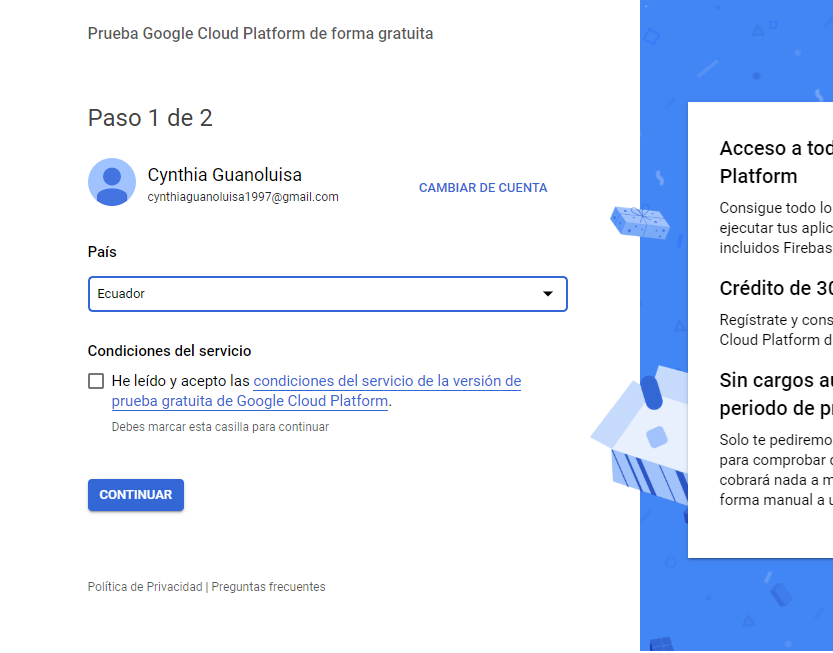 Prueba Google Cloud Platform de forma gratuita
Paso 1 de 2
Cynthia Guanoluisa
cynthiaguanoluisa1997@gmail.com
CAMBIAR DE CUENTA
País
Ecuador
Condiciones del servicio
He leído y acepto las condiciones del servicio de la versión de
prueba gratuita de Google Cloud Platform.
Debes marcar esta casilla para continuar
CONTINUAR
Política de Privacidad | Preguntas frecuentes
Acceso a tod
Platform
Consigue todo lo
ejecutar tus aplic
incluidos Firebas
Crédito de 30
Regístrate y cons
Cloud Platform d
Sin cargos au
periodo de pr
Solo te pediremo
para comprobar
cobrará nada a m
forma manual a u